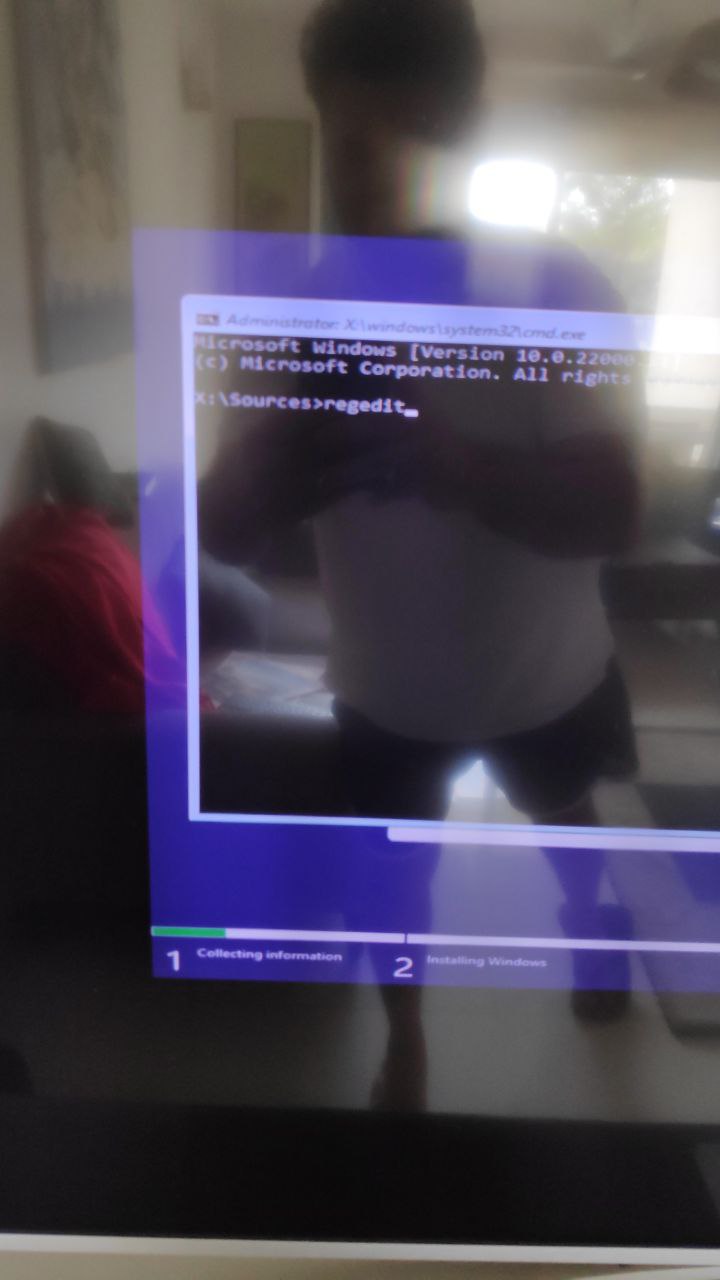 Administrator: X:\windows\system32\cmd.exe
Microsoft Windows [Version 10.0.22000
(c) Microsoft Corporation. All rights
X:\Sources>regedit_
1 Collecting information
2 Installing Windows